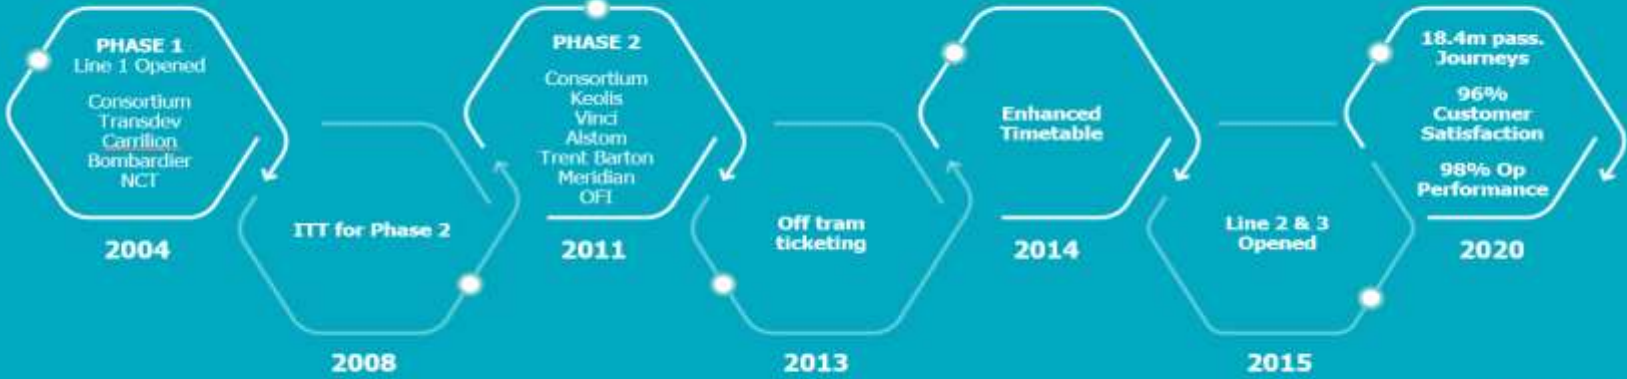 PHASE 1
Line 1 Opened
Consortium
Transdev
Carrilion
Bombardier
NCT
2004
ITT for Phase 2
2008
PHASE 2
Consortium
Keolis
Vinci
Alstom
Trent Barton
Meridian
OFI
2011
Off tram
ticketing
2013
Enhanced
Timetable
2014
Line 2 & 3
Opened
2015
18.4m pass.
Journeys
96%
Customer
Satisfaction
98% Op
Performance
2020